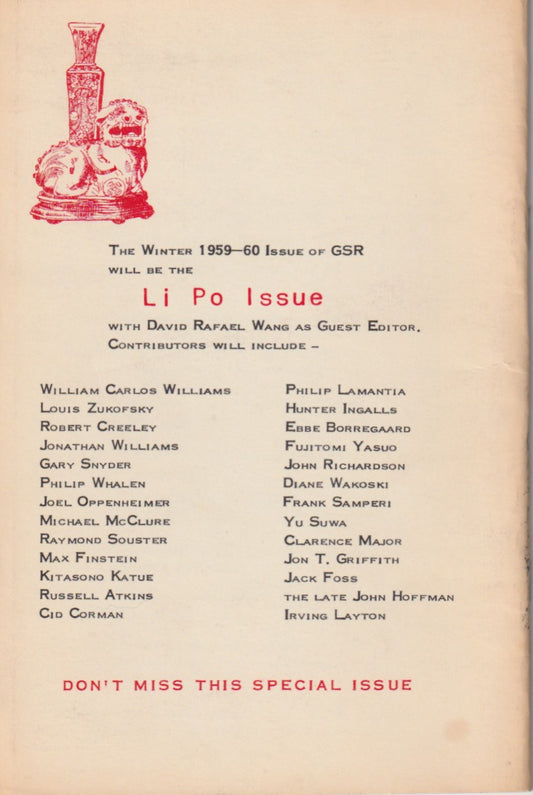 The Winter 1959–60 Issue of GSR
will be the
Li Po Issue
with David Rafael Wang as Guest Editor.
Contributors will include –
William Carlos Williams
Louis Zukofsky
Robert Creeley
Jonathan Williams
Gary Snyder
Philip Whalen
Joel Oppenheimer
Michael McClure
Raymond Souster
Max Finstein
Kitasono Katue
Russell Atkins
Cid Corman
Philip Lamantia
Hunter Ingalls
Ebbe Borregaard
Fujitomi Yasuo
John Richardson
Diane Wakoski
Frank Samperi
Yu Suwa
Clarence Major
Jon T. Griffith
Jack Foss
the late John Hoffman
Irving Layton
DON'T MISS THIS SPECIAL ISSUE